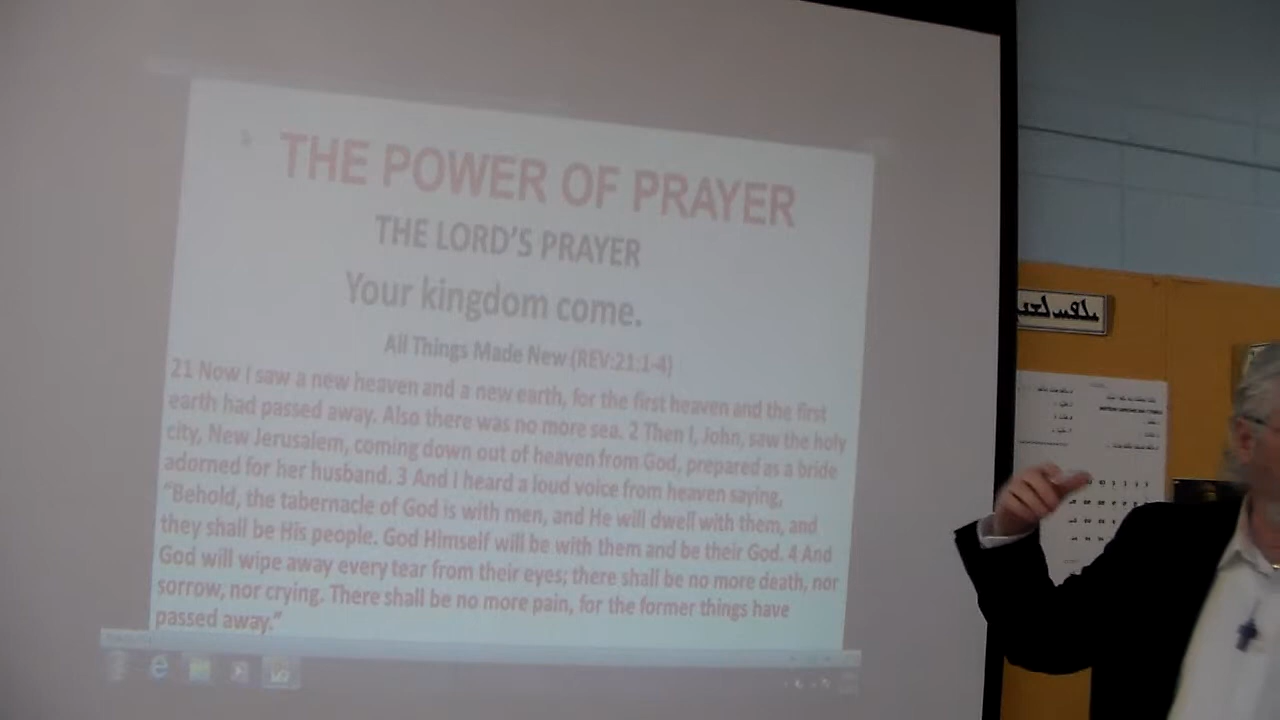 THE POWER OF PRAYER
THE LORD'S PRAYER
Your kingdom come.
All Things Made New (REV:21:1-4)
21 Now I saw a new heaven and a new earth, for the first heaven and the first
earth had passed away. Also there was no more sea. 2 Then I, John, saw the holy
city, New Jerusalem, coming down out of heaven from God, prepared as a bride
adorned for her husband. 3 And I heard a loud voice from heaven saying,
“Behold, the tabernacle of God is with men, and He will dwell with them, and
they shall be His people. God Himself will be with them and be their God. 4 And
God will wipe away every tear from their eyes; there shall be no more death, nor
sorrow, nor crying. There shall be no more pain, for the former things have
passed away.”